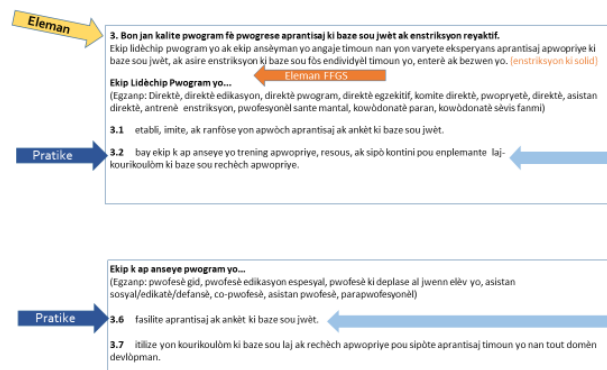 Eleman
3. Bon jan kalite pwogram fè pwogrese aprantisaj ki baze sou jwèt ak enstriksyon reyaktif.
Ekip lidèchip pwogram yo ak ekip ansèyman yo angaje timoun nan yon varyete eksperyans aprantisaj apwopriye ki
baze sou jwèt, ak asire enstriksyon ki baze sou fòs endividyèl timoun yo, enterè ak bezwen yo. (enstriksyon ki solid)
Eleman FFGS
Ekip Lidèchip Pwogram yo...
(Egzanp: Direktè, direktè edikasyon, direktè pwogram, direktè egzekitif, komite direktè, pwopryetè, direktè, asistan
direktè, antrenè enstriksyon, pwofesyonèl sante mantal, kowòdonatè paran, kowòdonatè sèvis fanmi)
3.1 etabli, imite, ak ranfòse yon apwòch aprantisaj ak ankèt ki baze sou jwèt.
Pratike
3.2 bay ekip k ap anseye yo trening apwopriye, resous, ak sipò kontini pou enplemante laj-
kourikoulòm ki baze sou rechèch apwopriye.
Ekip k ap anseye pwogram yo...
(Egzanp: pwofesè gid, pwofesè edikasyon espesyal, pwofesè ki deplase al jwenn elèv yo, asistan
sosyal/edikatè/defansè, co-pwofesè, asistan pwofesè, parapwofesyonèl)
Pratike
3.6 fasilite aprantisaj ak ankèt ki baze sou jwèt.
3.7 itilize yon kourikoulòm ki baze sou laj ak rechèch apwopriye pou sipòte aprantisaj timoun yo nan tout domèn
devlòpman.